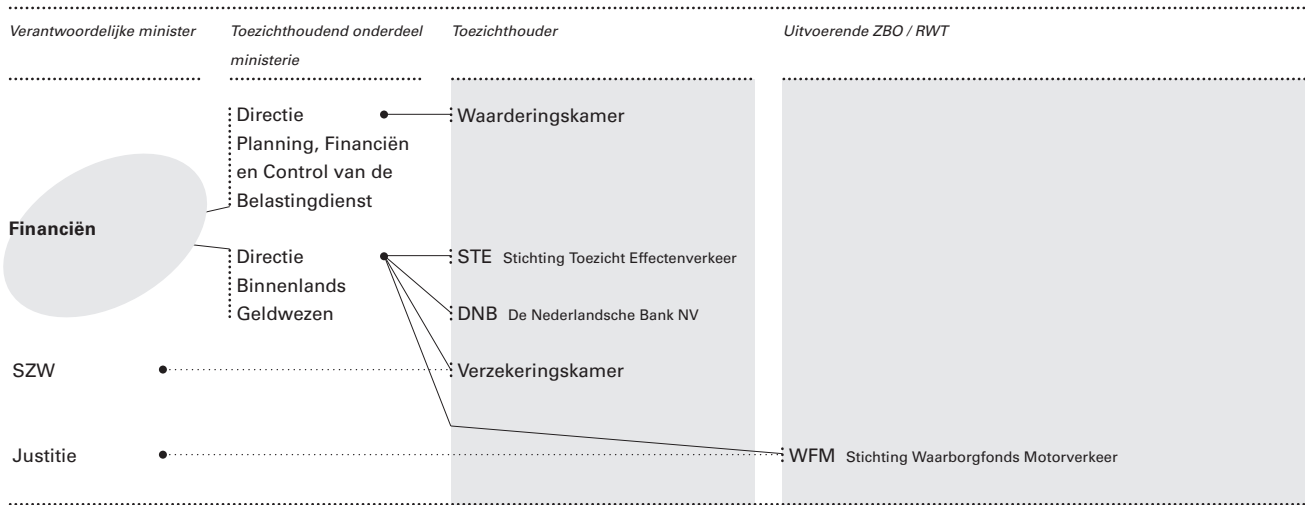 Verantwoordelijke minister
Toezichthoudend onderdeel
ministerie
Toezichthouder
Uitvoerende ZBO / RWT
Directie
Planning, Financiën
en Control van de
Belastingdienst
Waarderingskamer
Financiën
Directie
Binnenlands
Geldwezen
STE Stichting Toezicht Effectenverkeer
DNB De Nederlandsche Bank NV
SZW
Verzekeringskamer
Justitie
WFM Stichting Waarborgfonds Motorverkeer